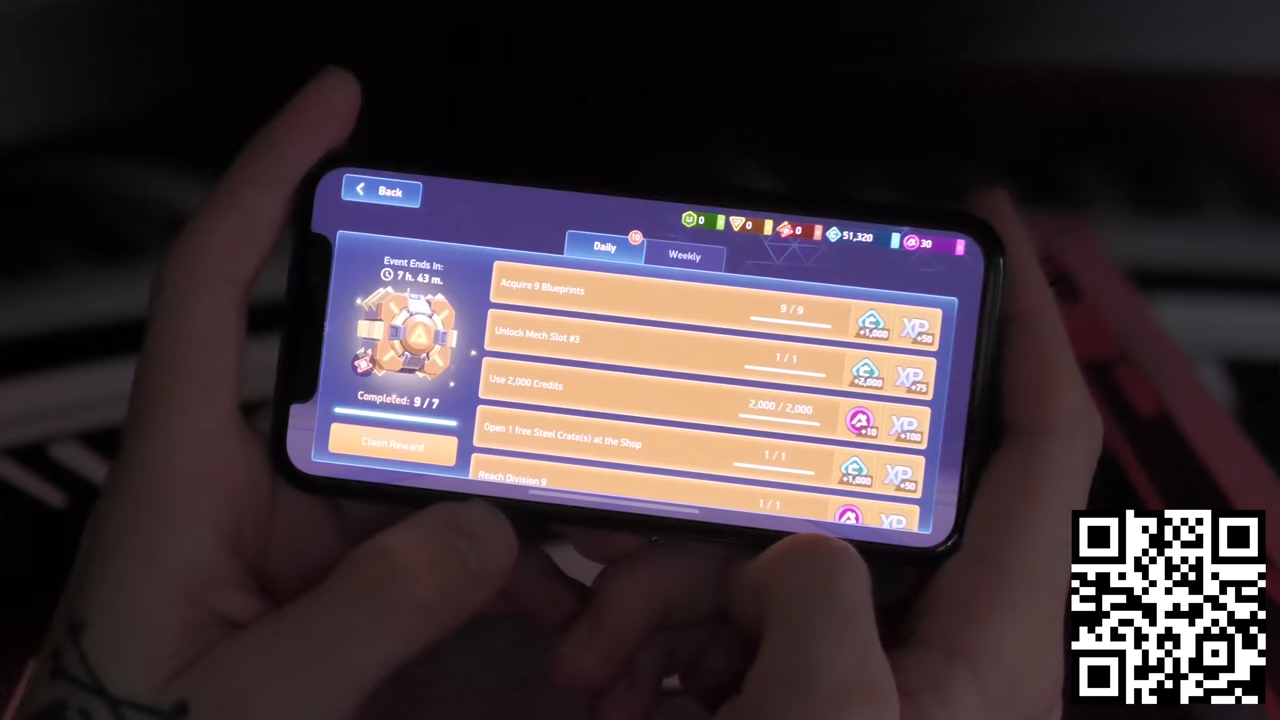 Back
0
0
0
51,320
30
Daily
10
Weekly
Event Ends In:
7 h. 43 m.
Completed: 9 / 7
Claim Reward
Acquire 9 Blueprints
9 / 9
+1,000
XP
+50
Unlock Mech Slot #3
1 / 1
+2,000
XP
+75
Use 2,000 Credits
2,000 / 2,000
+10
XP
+100
Open 1 free Steel Crate(s) at the Shop
1 / 1
+1,000
XP
+50
Reach Division 9
1 / 1
XP